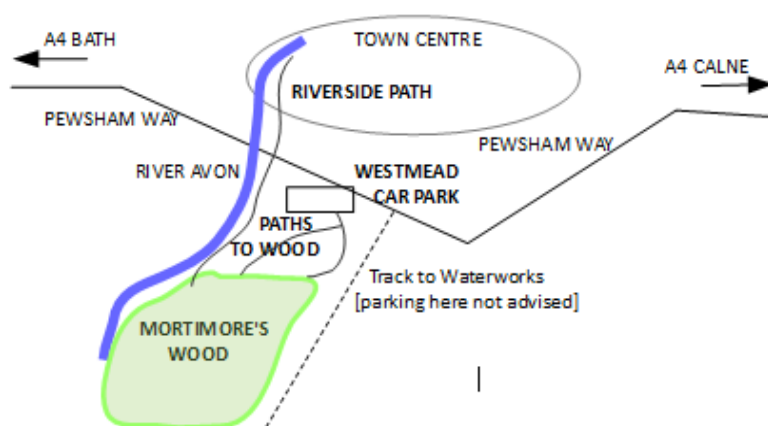 A4 BATH
TOWN CENTRE
A4 CALNE
RIVERSIDE PATH
PEWSHAM WAY
PEWSHAM WAY
RIVER AVON
WESTMEAD
CAR PARK
PATHS
TO WOOD
Track to Waterworks
[parking here not advised]
MORTIMORE'S
WOOD